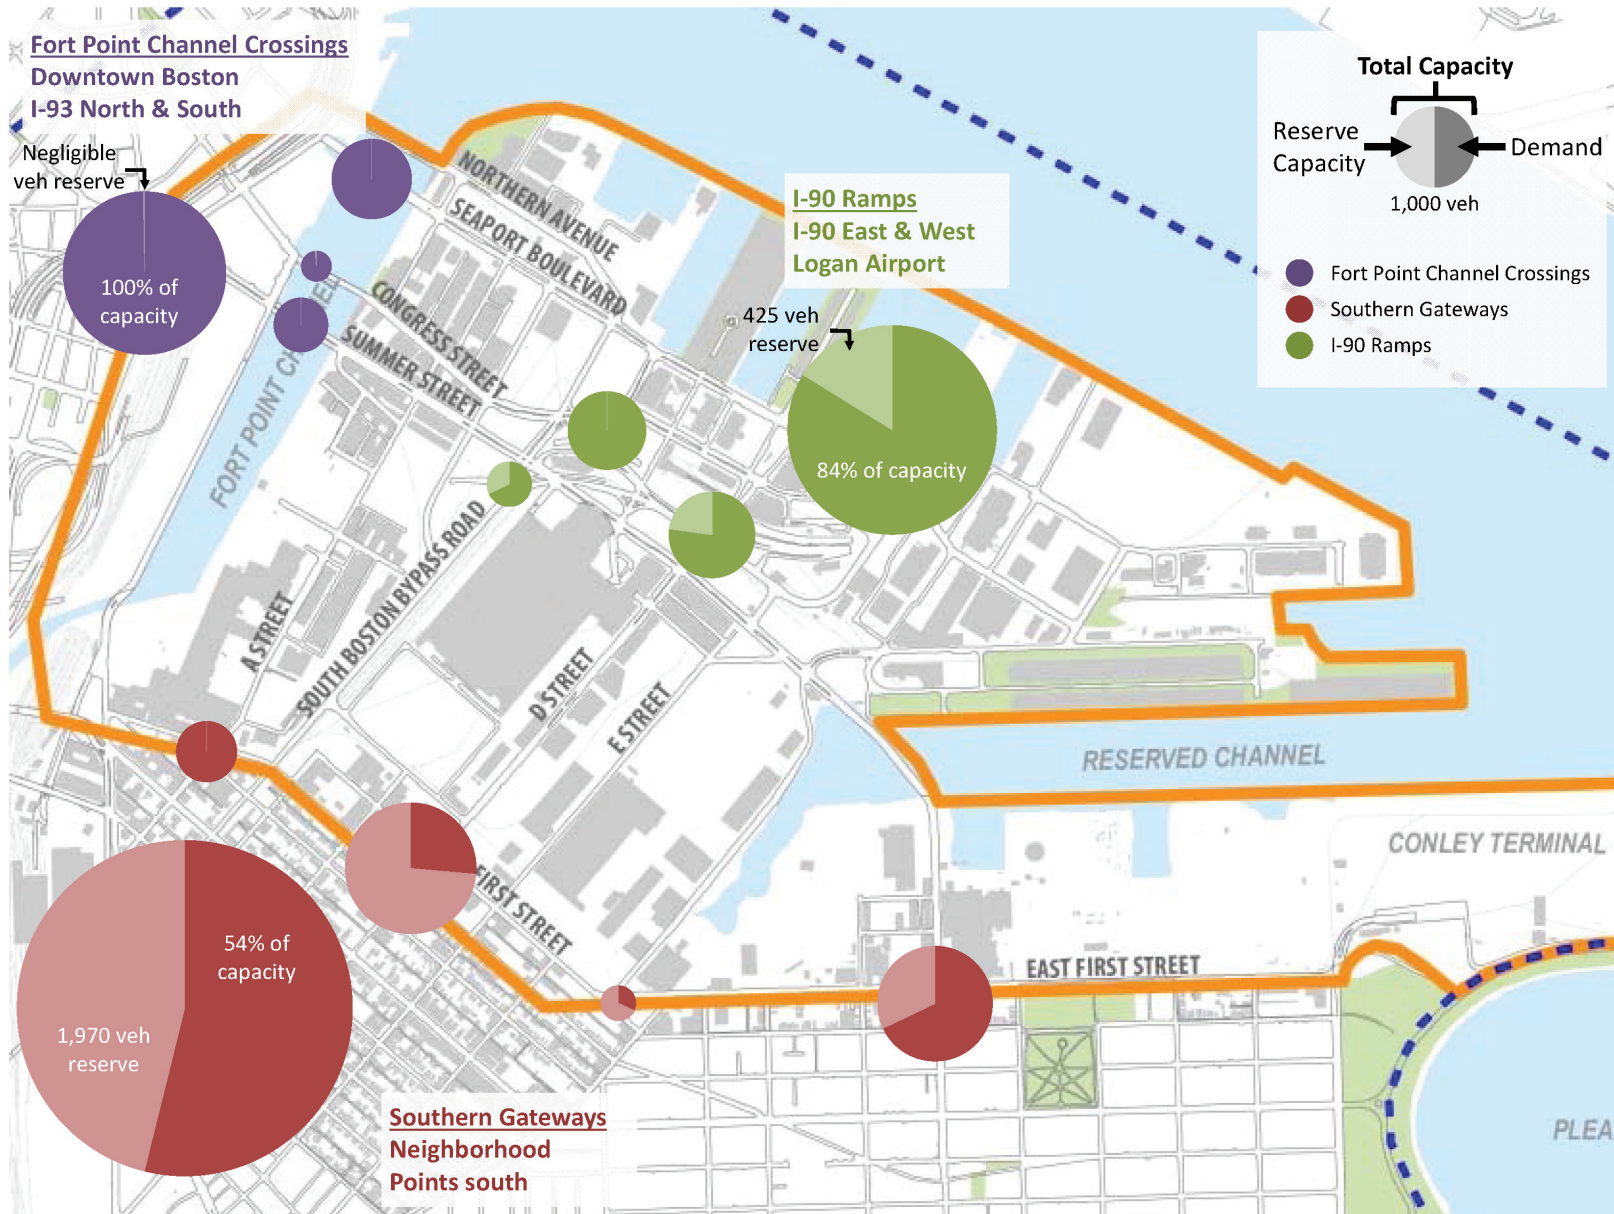 Fort Point Channel Crossings
Downtown Boston
I-93 North & South
Negligible
veh reserve
100% of
capacity
NORTHERN AVENUE
SEAPORT BOULEVARD
CONGRESS STREET
SUMMER STREET
FORT POINT CHANNEL
I-90 Ramps
I-90 East & West
Logan Airport
425 veh
reserve
84% of capacity
Total Capacity
Reserve
Capacity
Demand
1,000 veh
Fort Point Channel Crossings
Southern Gateways
I-90 Ramps
A STREET
SOUTH BOSTON BYPASS ROAD
D STREET
E STREET
RESERVED CHANNEL
CONLEY TERMINAL
FIRST STREET
EAST FIRST STREET
54% of
capacity
1,970 veh
reserve
Southern Gateways
Neighborhood
Points south
PLEA